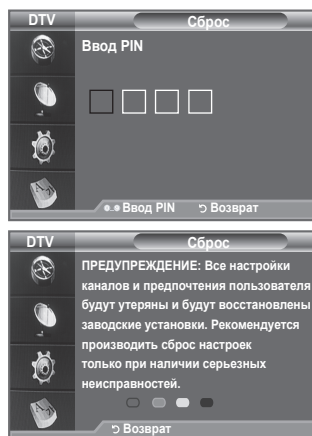 DTV Сброс
Ввод PIN
Ввод PIN Возврат
DTV Сброс
ПРЕДУПРЕЖДЕНИЕ: Все настройки
каналов и предпочтения пользователя
будут утеряны и будут восстановлены
заводские установки. Рекомендуется
производить сброс настроек
только при наличии серьезных
неисправностей.
Возврат